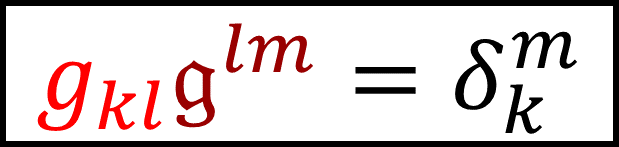 g_{kl} 𝔤^{lm} = δ_k^m